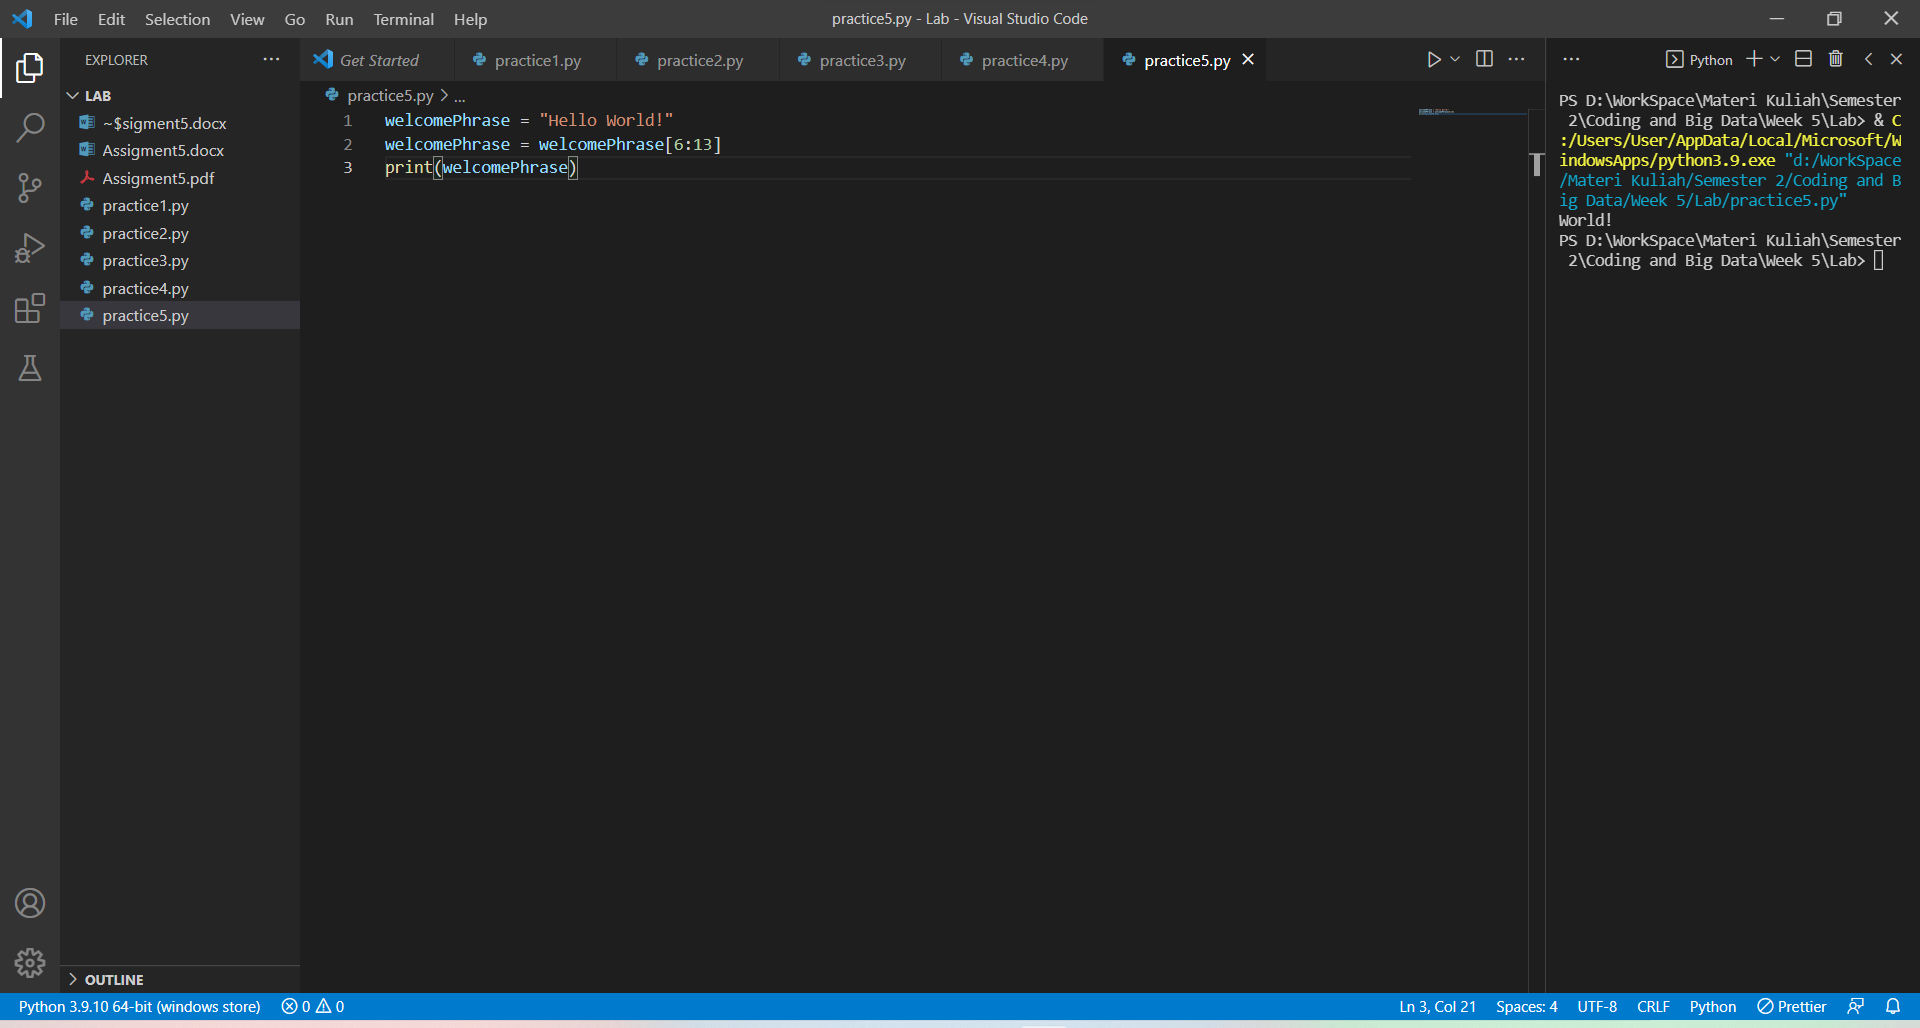 File Edit Selection View Go Run Terminal Help
practice5.py - Lab - Visual Studio Code
EXPLORER
LAB
~$sigment5.docx
Assigment5.docx
Assigment5.pdf
practice1.py
practice2.py
practice3.py
practice4.py
practice5.py
OUTLINE
Get Started practice1.py practice2.py practice3.py practice4.py practice5.py
practice5.py > ...
1 welcomePhrase = "Hello World!"
2 welcomePhrase = welcomePhrase[6:13]
3 print(welcomePhrase)
Python
PS D:\WorkSpace\Materi Kuliah\Semester
2\Coding and Big Data\Week 5\Lab> & C
:/Users/User/AppData/Local/Microsoft/W
indowsApps/python3.9.exe "d:/WorkSpace
/Materi Kuliah/Semester 2/Coding and B
ig Data/Week 5/Lab/practice5.py"
World!
PS D:\WorkSpace\Materi Kuliah\Semester
2\Coding and Big Data\Week 5\Lab>
Python 3.9.10 64-bit (windows store) 0 0 Ln 3, Col 21 Spaces: 4 UTF-8 CRLF Python Prettier